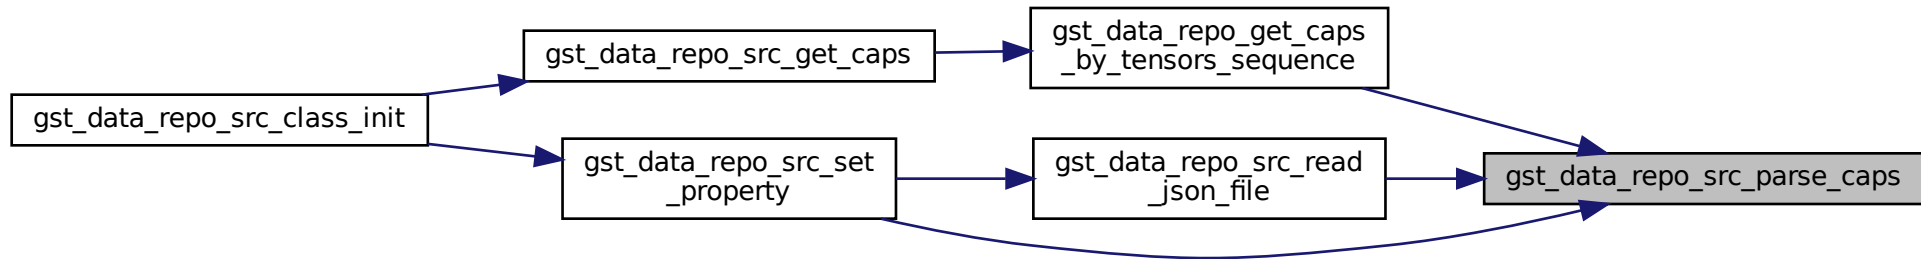 gst_data_repo_src_class_init
gst_data_repo_src_get_caps
gst_data_repo_get_caps
_by_tensors_sequence
gst_data_repo_src_set
_property
gst_data_repo_src_read
_json_file
gst_data_repo_src_parse_caps